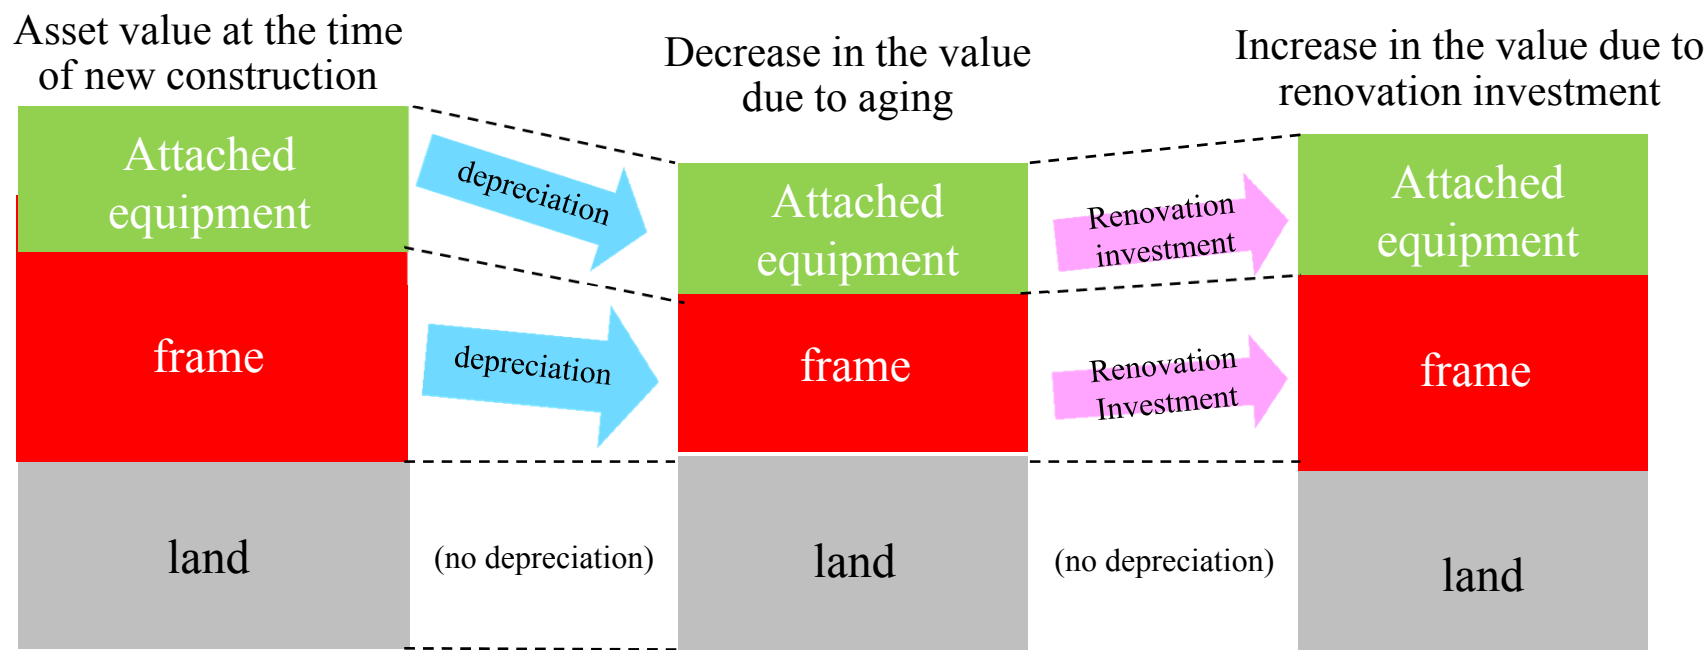 Asset value at the time
of new construction
Decrease in the value
due to aging
Increase in the value due to
renovation investment
Attached
equipment
frame
land
depreciation
depreciation
(no depreciation)
Attached
equipment
frame
land
Renovation
investment
Renovation
Investment
(no depreciation)
Attached
equipment
frame
land